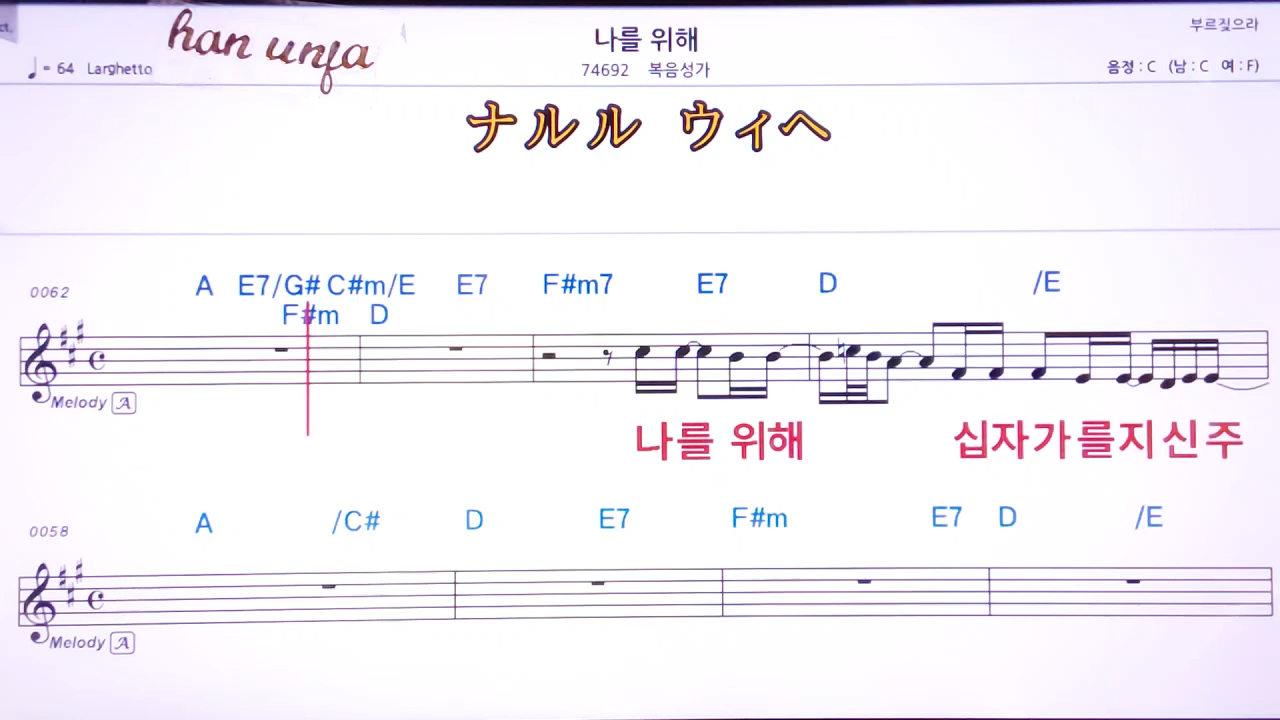 ct.
han unja
나를 위해
부르짖으라
♩= 64 Larghetto
74692 복음성가
음정 : C (남 : C 여 : F)
ナルル ウィヘ
0062
A E7/G# C#m/E E7 F#m7 E7 D /E
F#m D
Melody A
나를 위해 십자가를지신주
0058
A /C# D E7 F#m E7 D /E
Melody A